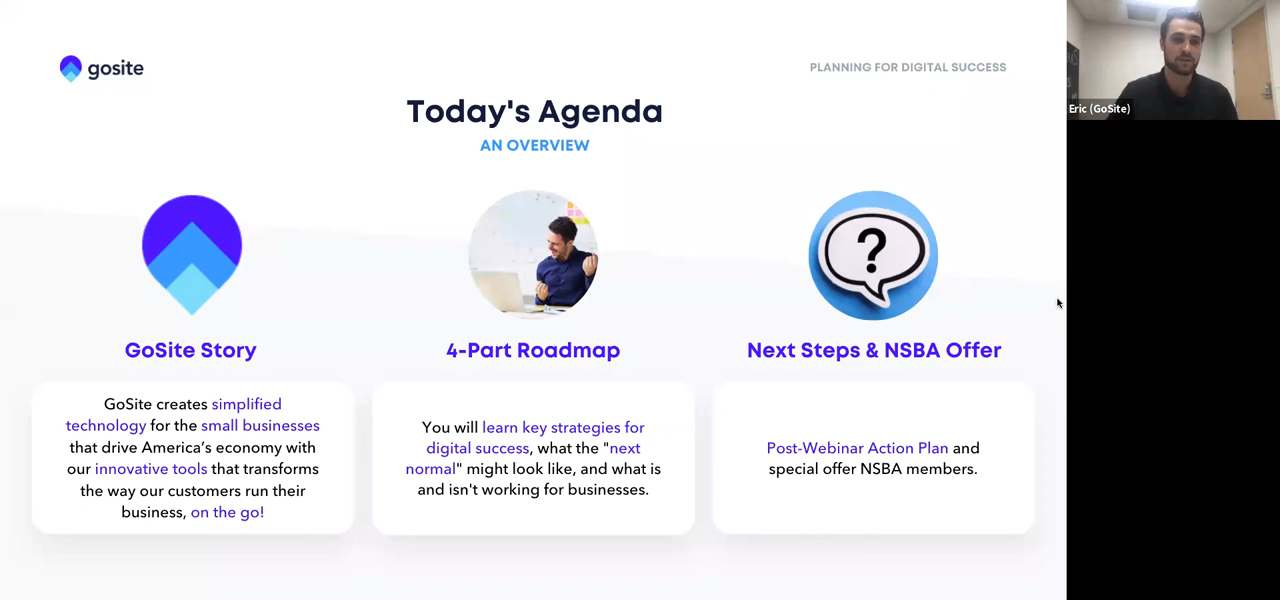 gosite
PLANNING FOR DIGITAL SUCCESS
Today's Agenda
AN OVERVIEW
?
GoSite Story
GoSite creates simplified
technology for the small businesses
that drive America’s economy with
our innovative tools that transforms
the way our customers run their
business, on the go!
4-Part Roadmap
You will learn key strategies for
digital success, what the "next
normal" might look like, and what is
and isn't working for businesses.
Next Steps & NSBA Offer
Post-Webinar Action Plan and
special offer NSBA members.
Eric (GoSite)